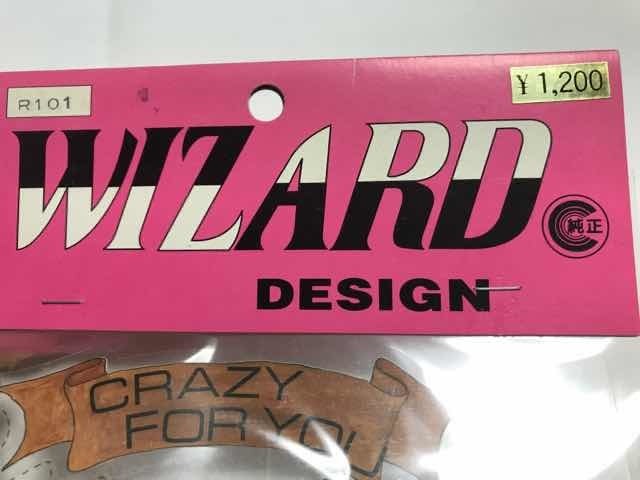 R101
¥1,200
WIZARD
純正
DESIGN
CRAZY
FOR YOU